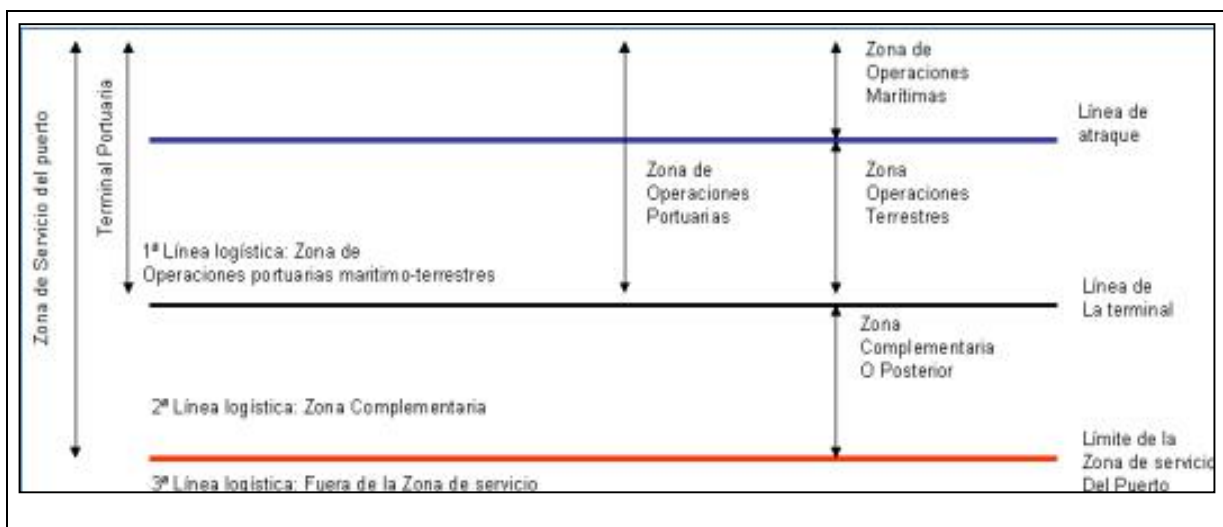 Zona de Servicio del puerto
Terminal Portuaria
Zona de
Operaciones
Marítimas
Línea de
atraque
Zona de
Operaciones
Portuarias
Zona
Operaciones
Terrestres
1ª Línea logística: Zona de
Operaciones portuarias marítimo-terrestres
Línea de
La terminal
Zona
Complementaria
O Posterior
2ª Línea logística: Zona Complementaria
Límite de la
Zona de servicio
Del Puerto
3ª Línea logística: Fuera de la Zona de servicio